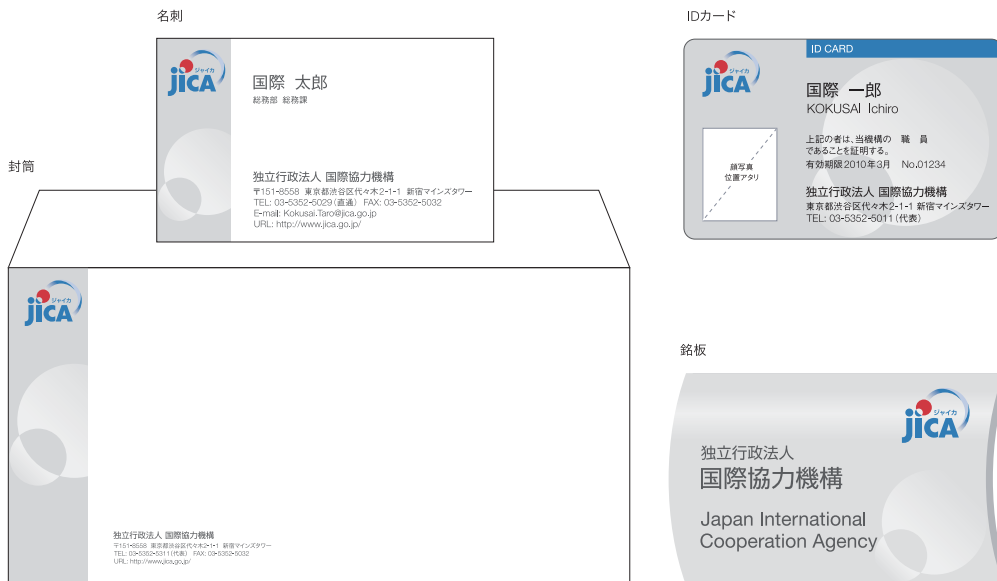 名刺
ジャイカ
JICA
国際 太郎
総務部 総務課
独立行政法人 国際協力機構
〒151-8558 東京都渋谷区代々木2-1-1 新宿マインズタワー
TEL: 03-5352-5029(直通) FAX: 03-5352-5032
E-mail: Kokusai.Taro@jica.go.jp
URL: http://www.jica.go.jp/
IDカード
ジャイカ
JICA
ID CARD
国際 一郎
KOKUSAI Ichiro
顔写真
位置アタリ
上記の者は、当機構の 職 員
であることを証明する。
有効期限2010年3月 No.01234
独立行政法人 国際協力機構
東京都渋谷区代々木2-1-1 新宿マインズタワー
TEL: 03-5352-5011(代表)
封筒
ジャイカ
JICA
独立行政法人 国際協力機構
〒151-8558 東京都渋谷区代々木2-1-1 新宿マインズタワー
TEL: 03-5352-5311(代表) FAX: 03-5352-5032
URL: http://www.jica.go.jp/
銘板
ジャイカ
JICA
独立行政法人
国際協力機構
Japan International
Cooperation Agency